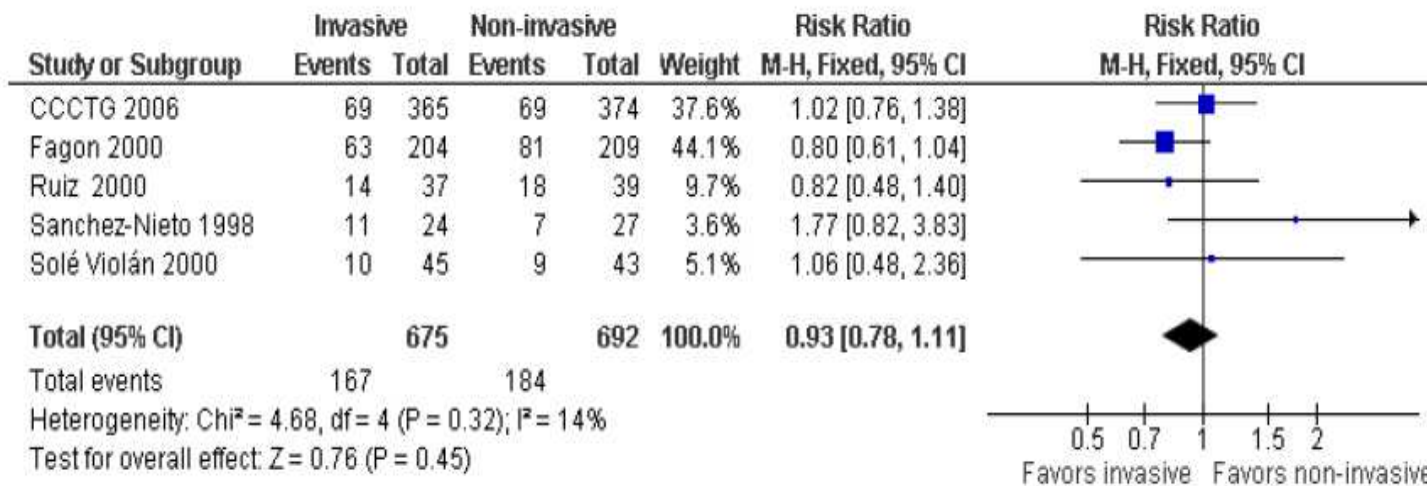 Invasive Non-invasive Risk Ratio Risk Ratio
Study or Subgroup Events Total Events Total Weight M-H, Fixed, 95% CI M-H, Fixed, 95% CI
CCCTG 2006 69 365 69 374 37.6% 1.02 [0.76, 1.38]
Fagon 2000 63 204 81 209 44.1% 0.80 [0.61, 1.04]
Ruiz 2000 14 37 18 39 9.7% 0.82 [0.48, 1.40]
Sanchez-Nieto 1998 11 24 7 27 3.6% 1.77 [0.82, 3.83]
Solé Violán 2000 10 45 9 43 5.1% 1.06 [0.48, 2.36]
Total (95% CI) 675 692 100.0% 0.93 [0.78, 1.11]
Total events 167 184
Heterogeneity: Chi² = 4.68, df = 4 (P = 0.32); I² = 14%
Test for overall effect: Z = 0.76 (P = 0.45)
0.5 0.7 1 1.5 2
Favors invasive Favors non-invasive